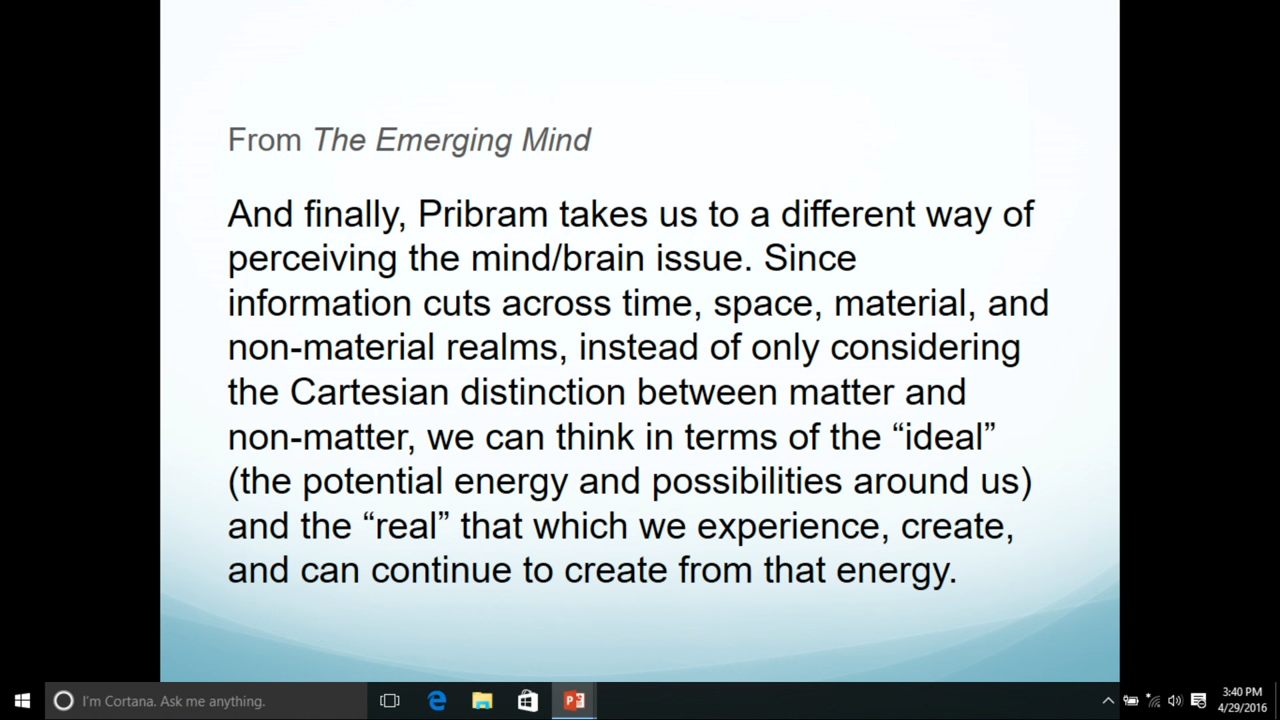 From The Emerging Mind
And finally, Pribram takes us to a different way of
perceiving the mind/brain issue. Since
information cuts across time, space, material, and
non-material realms, instead of only considering
the Cartesian distinction between matter and
non-matter, we can think in terms of the “ideal”
(the potential energy and possibilities around us)
and the “real” that which we experience, create,
and can continue to create from that energy.
I'm Cortana. Ask me anything.
3:40 PM
4/29/2016